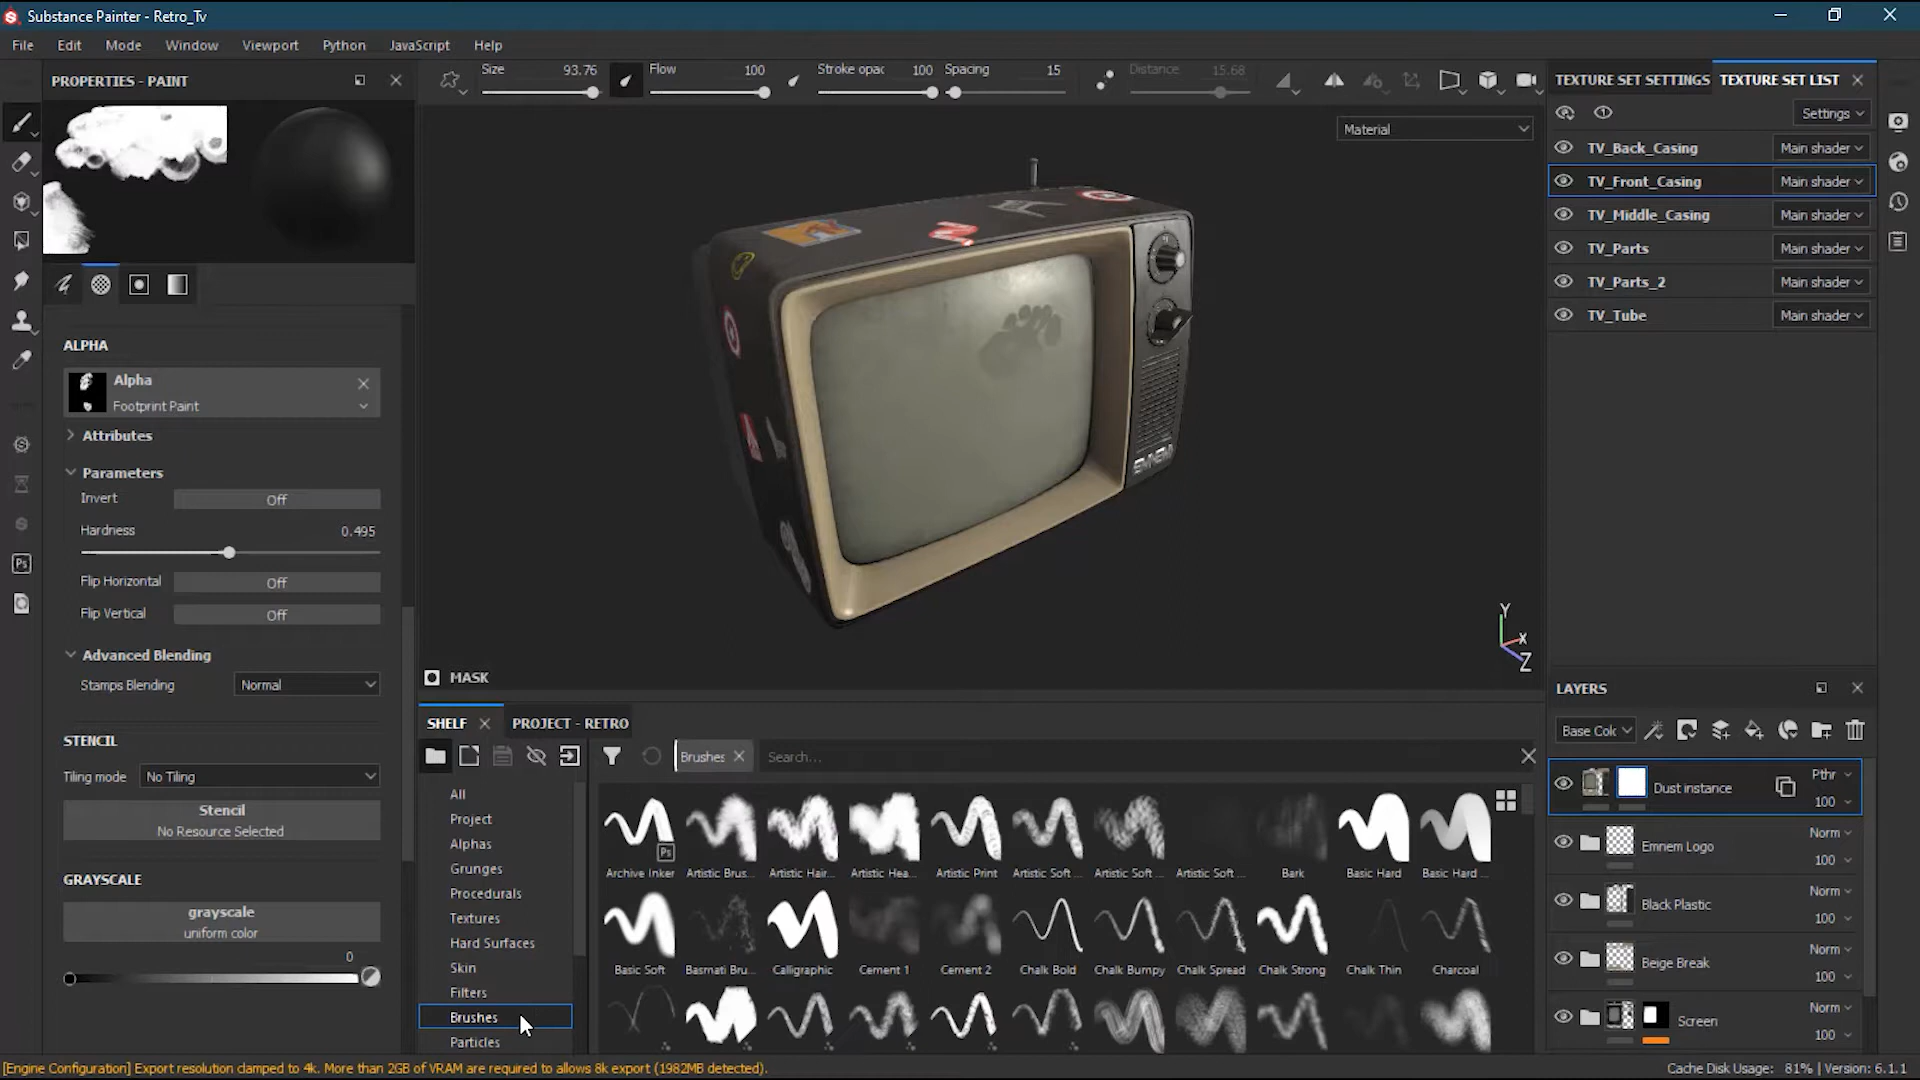 Substance Painter - Retro_Tv
File Edit Mode Window Viewport Python JavaScript Help
PROPERTIES - PAINT
Size 93.76 Flow 100 Stroke opac 100 Spacing 15 Distance 15.68
TEXTURE SET SETTINGS TEXTURE SET LIST
Settings
Material
TV_Back_Casing Main shader
TV_Front_Casing Main shader
TV_Middle_Casing Main shader
TV_Parts Main shader
TV_Parts_2 Main shader
TV_Tube Main shader
ALPHA
Alpha
Footprint Paint
Attributes
Parameters
Invert Off
Hardness 0.495
Flip Horizontal Off
Flip Vertical Off
Advanced Blending
Stamps Blending Normal
STENCIL
Tiling mode No Tiling
Stencil
No Resource Selected
GRAYSCALE
grayscale
uniform color
0
Y
X
Z
MASK
SHELF PROJECT - RETRO
Brushes Search...
All
Project
Alphas
Grunges
Procedurals
Textures
Hard Surfaces
Skin
Filters
Brushes
Particles
Ps
Archive Inker Artistic Brus... Artistic Hair... Artistic Hea... Artistic Print Artistic Soft ... Artistic Soft ... Artistic Soft ... Bark Basic Hard Basic Hard ...
Basic Soft Basmati Bru... Calligraphic Cement 1 Cement 2 Chalk Bold Chalk Bumpy Chalk Spread Chalk Strong Chalk Thin Charcoal
LAYERS
Base Col
Dust instance Pthr 100
Emnem Logo Norm 100
Black Plastic Norm 100
Beige Break Norm 100
Screen Norm 100
[Engine Configuration] Export resolution clamped to 4k. More than 2GB of VRAM are required to allows 8k export (1982MB detected).
Cache Disk Usage: 81% | Version: 6.1.1